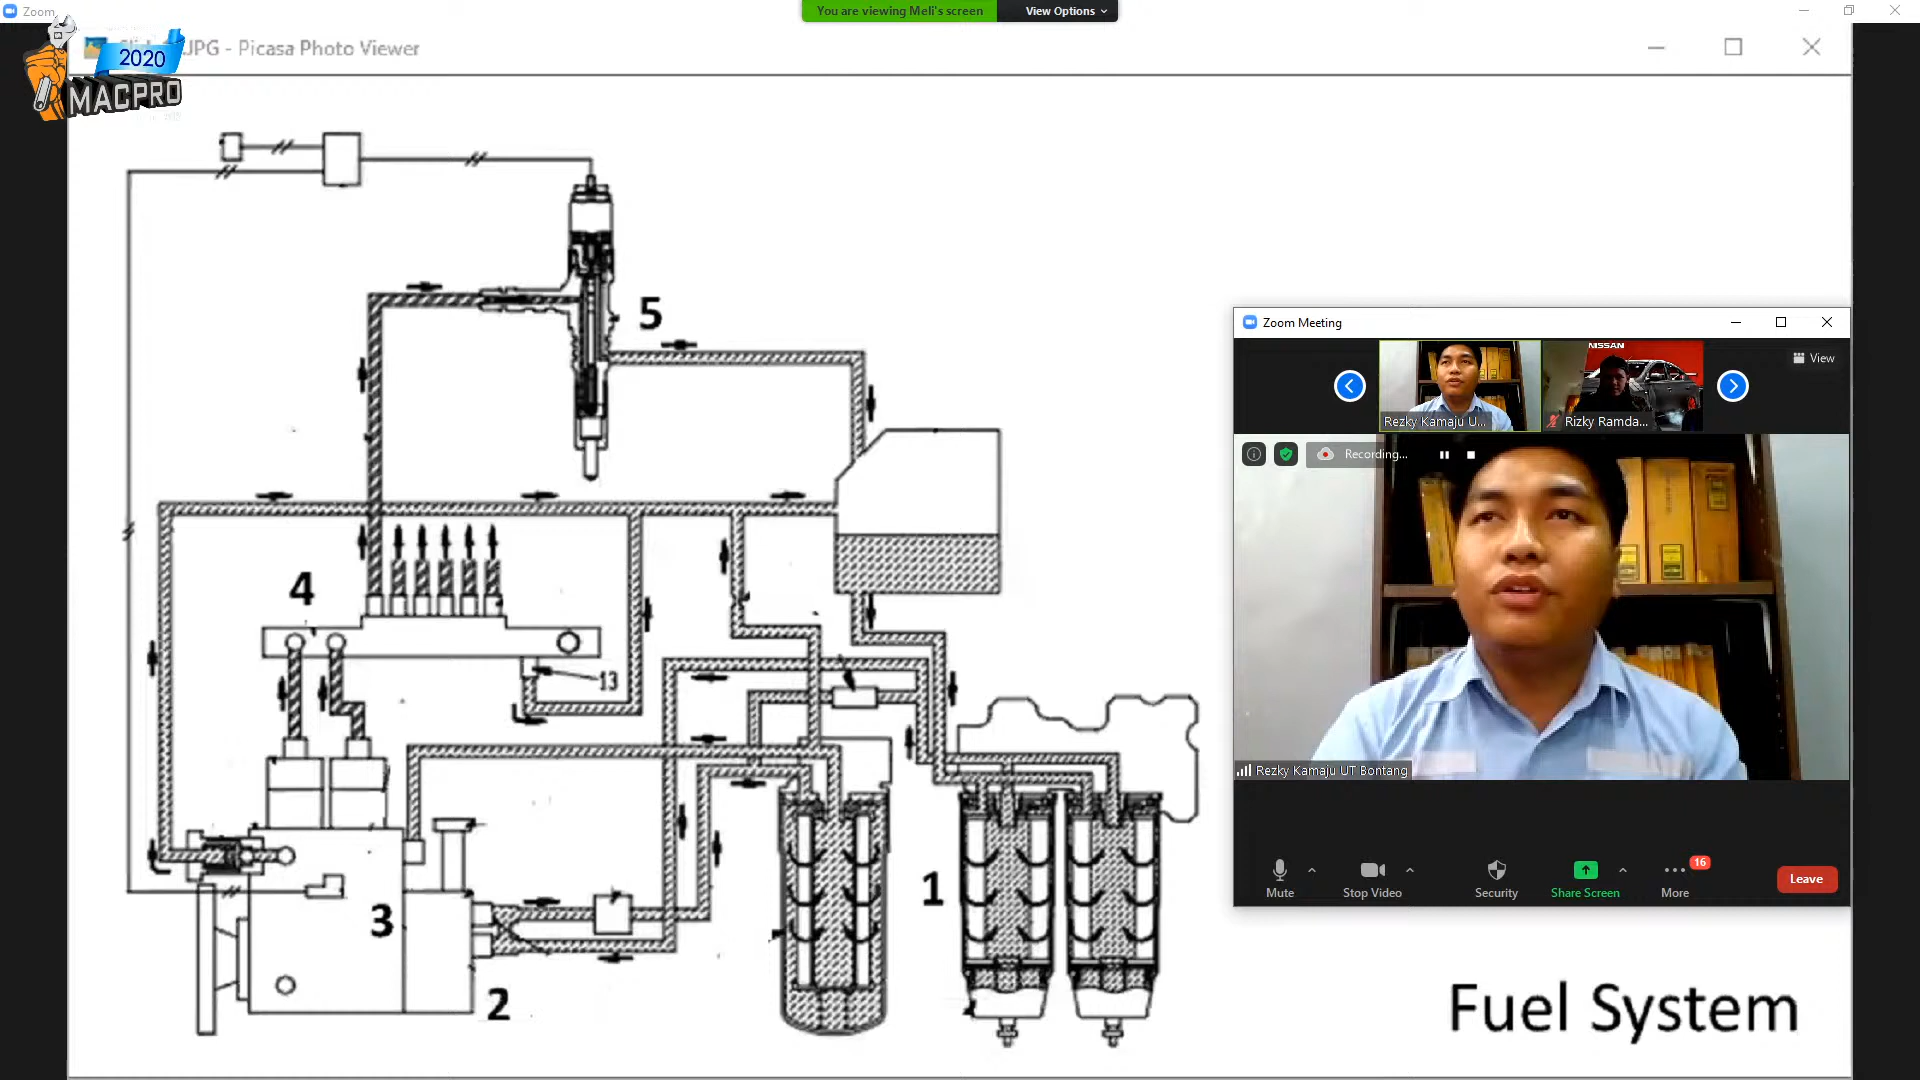 Zoom
You are viewing Meli's screen
View Options
2020
MACPRO
JPG - Picasa Photo Viewer
5
4
13
3
2
1
Fuel System
Zoom Meeting
NISSAN
View
Rezky Kamaju U...
Rizky Ramda...
Recording...
Rezky Kamaju UT Bontang
16
Mute
Stop Video
Security
Share Screen
More
Leave